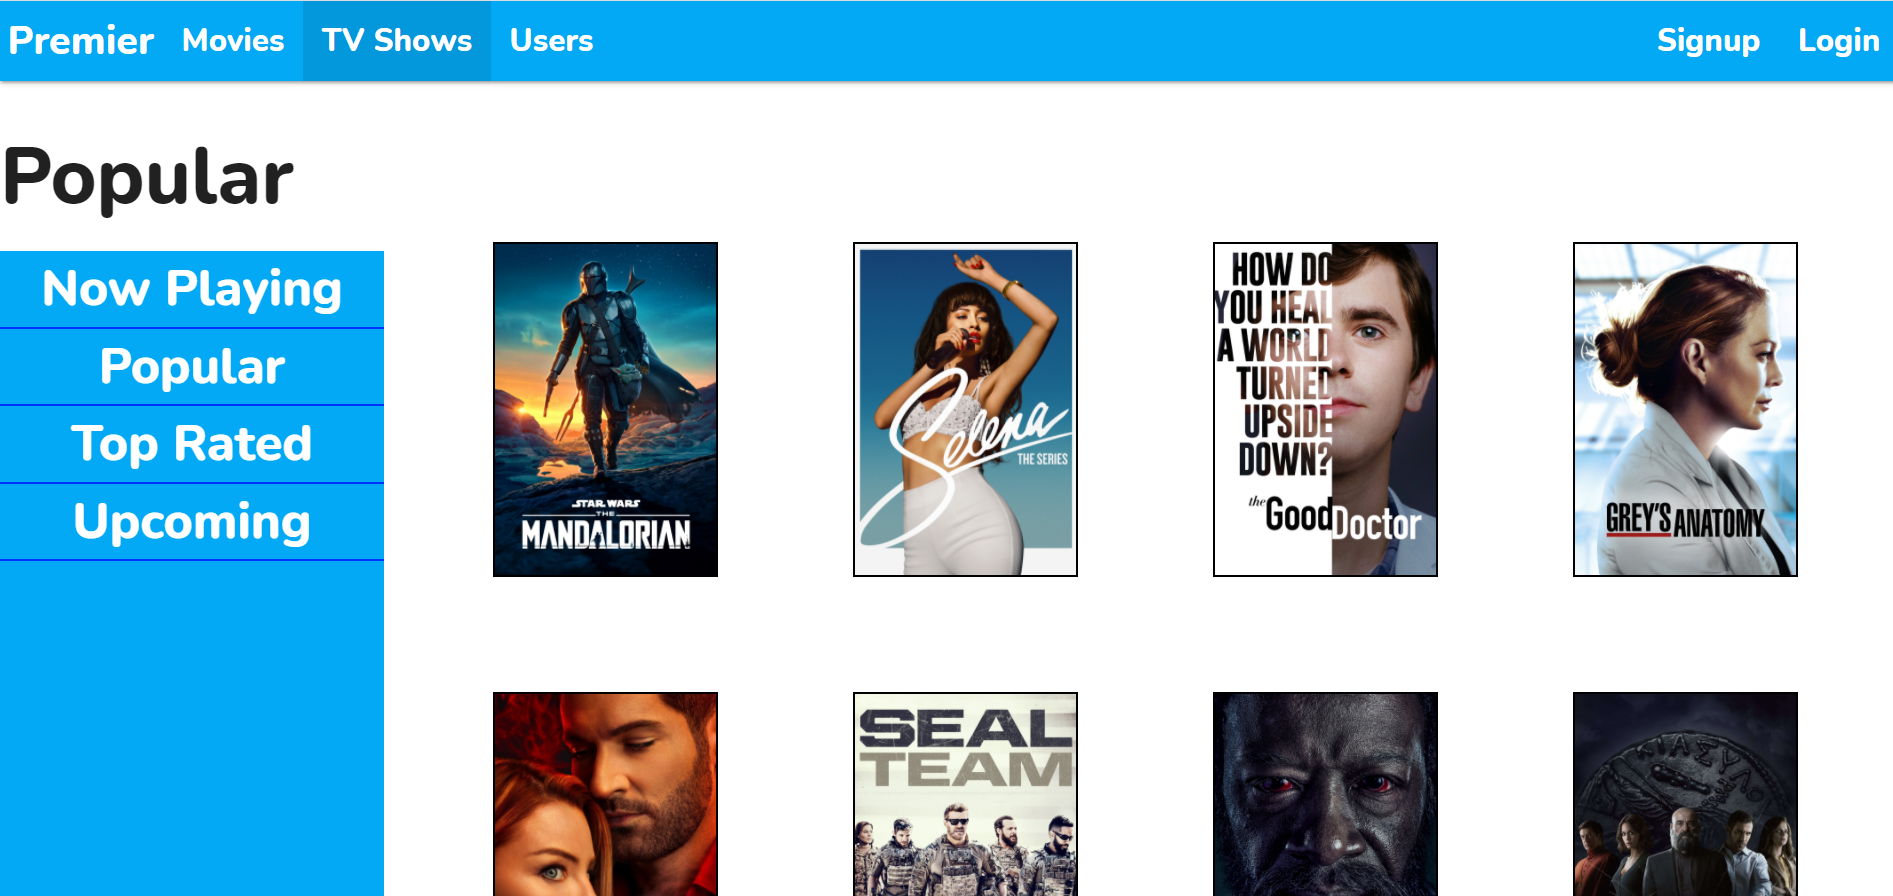 Premier Movies TV Shows Users Signup Login
Popular
Now Playing
Popular
Top Rated
Upcoming
STAR WARS
THE
MANDALORIAN
Selena
THE SERIES
HOW DO
YOU HEAL
A WORLD
TURNED
UPSIDE
DOWN?
the Good Doctor
GREY'S ANATOMY
SEAL
TEAM